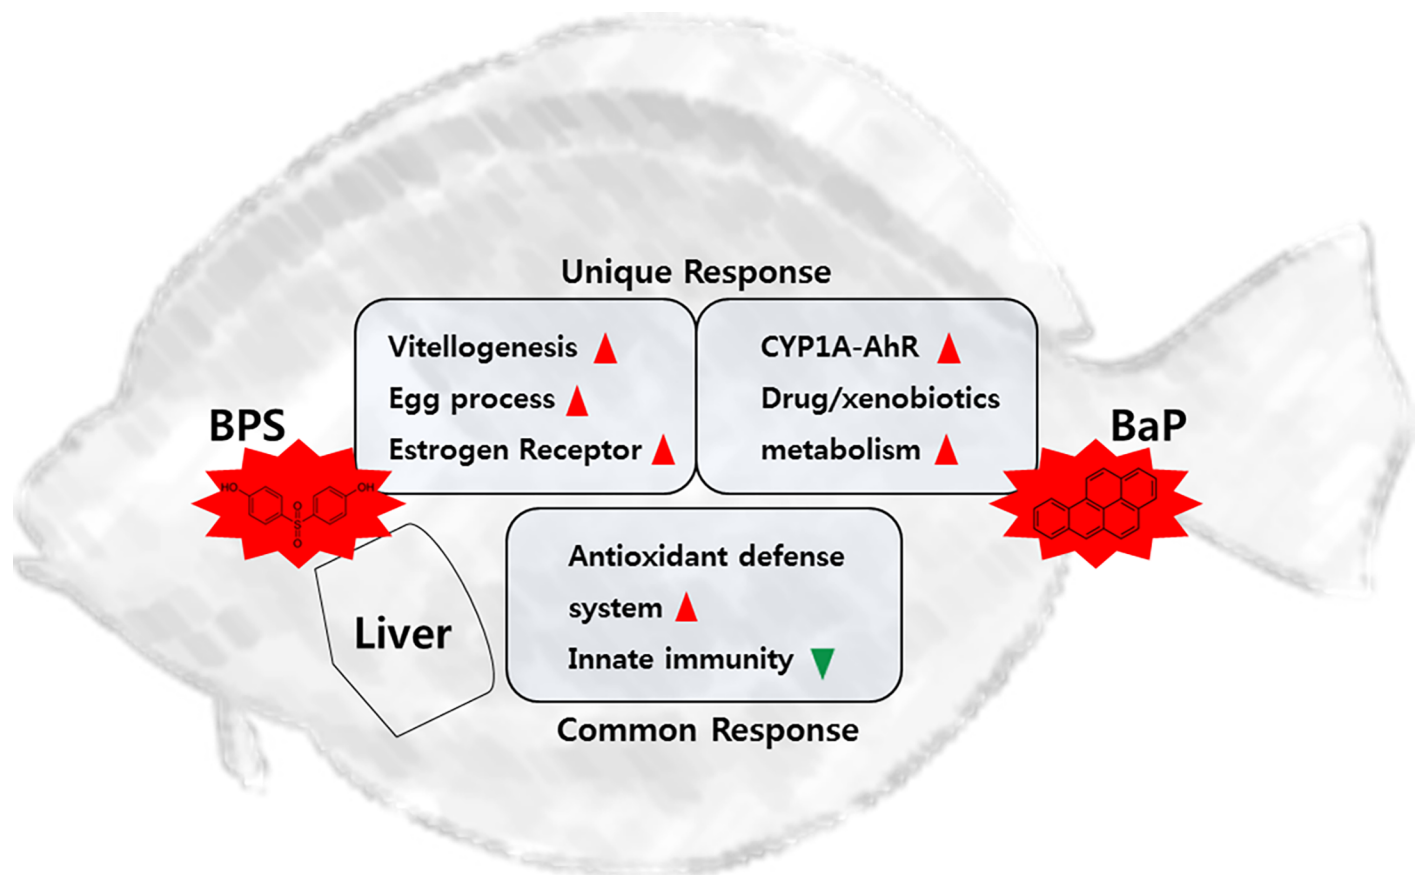 Unique Response
Vitellogenesis
Egg process
Estrogen Receptor
CYP1A-AhR
Drug/xenobiotics
metabolism
BPS
HO
OH
O
S
O
BaP
Liver
Antioxidant defense
system
Innate immunity
Common Response